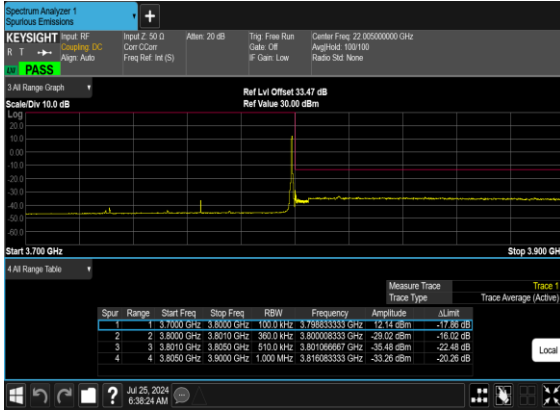 Spectrum Analyzer 1
Spurious Emissions
+
KEYSIGHT Input: RF Input Z: 50 Ω Atten: 20 dB Trig: Free Run Center Freq: 22.005000000 GHz
R T Coupling: DC Corr CCorr Gate: Off Avg|Hold: 100/100
Align: Auto Freq Ref: Int (S) IF Gain: Low Radio Std: None
PASS
3 All Range Graph
Ref Lvl Offset 33.47 dB
Scale/Div 10.0 dB Ref Value 30.00 dBm
Log
20.0
10.0
0.00
-10.0
-20.0
-30.0
-40.0
-50.0
-60.0
Start 3.700 GHz Stop 3.900 GH
4 All Range Table
Measure Trace Trace 1
Trace Type Trace Average (Active)
Spur Range Start Freq Stop Freq RBW Frequency Amplitude ΔLimit
1 1 3.7000 GHz 3.8000 GHz 100.0 kHz 3.798833333 GHz 12.14 dBm -17.86 dB
2 2 3.8000 GHz 3.8010 GHz 360.0 kHz 3.800008333 GHz -29.02 dBm -16.02 dB
3 3 3.8010 GHz 3.8050 GHz 510.0 kHz 3.801066667 GHz -35.48 dBm -22.48 dB
4 4 3.8050 GHz 3.9000 GHz 1.000 MHz 3.816083333 GHz -33.26 dBm -20.26 dB
Local
?
Jul 25, 2024
6:38:24 AM